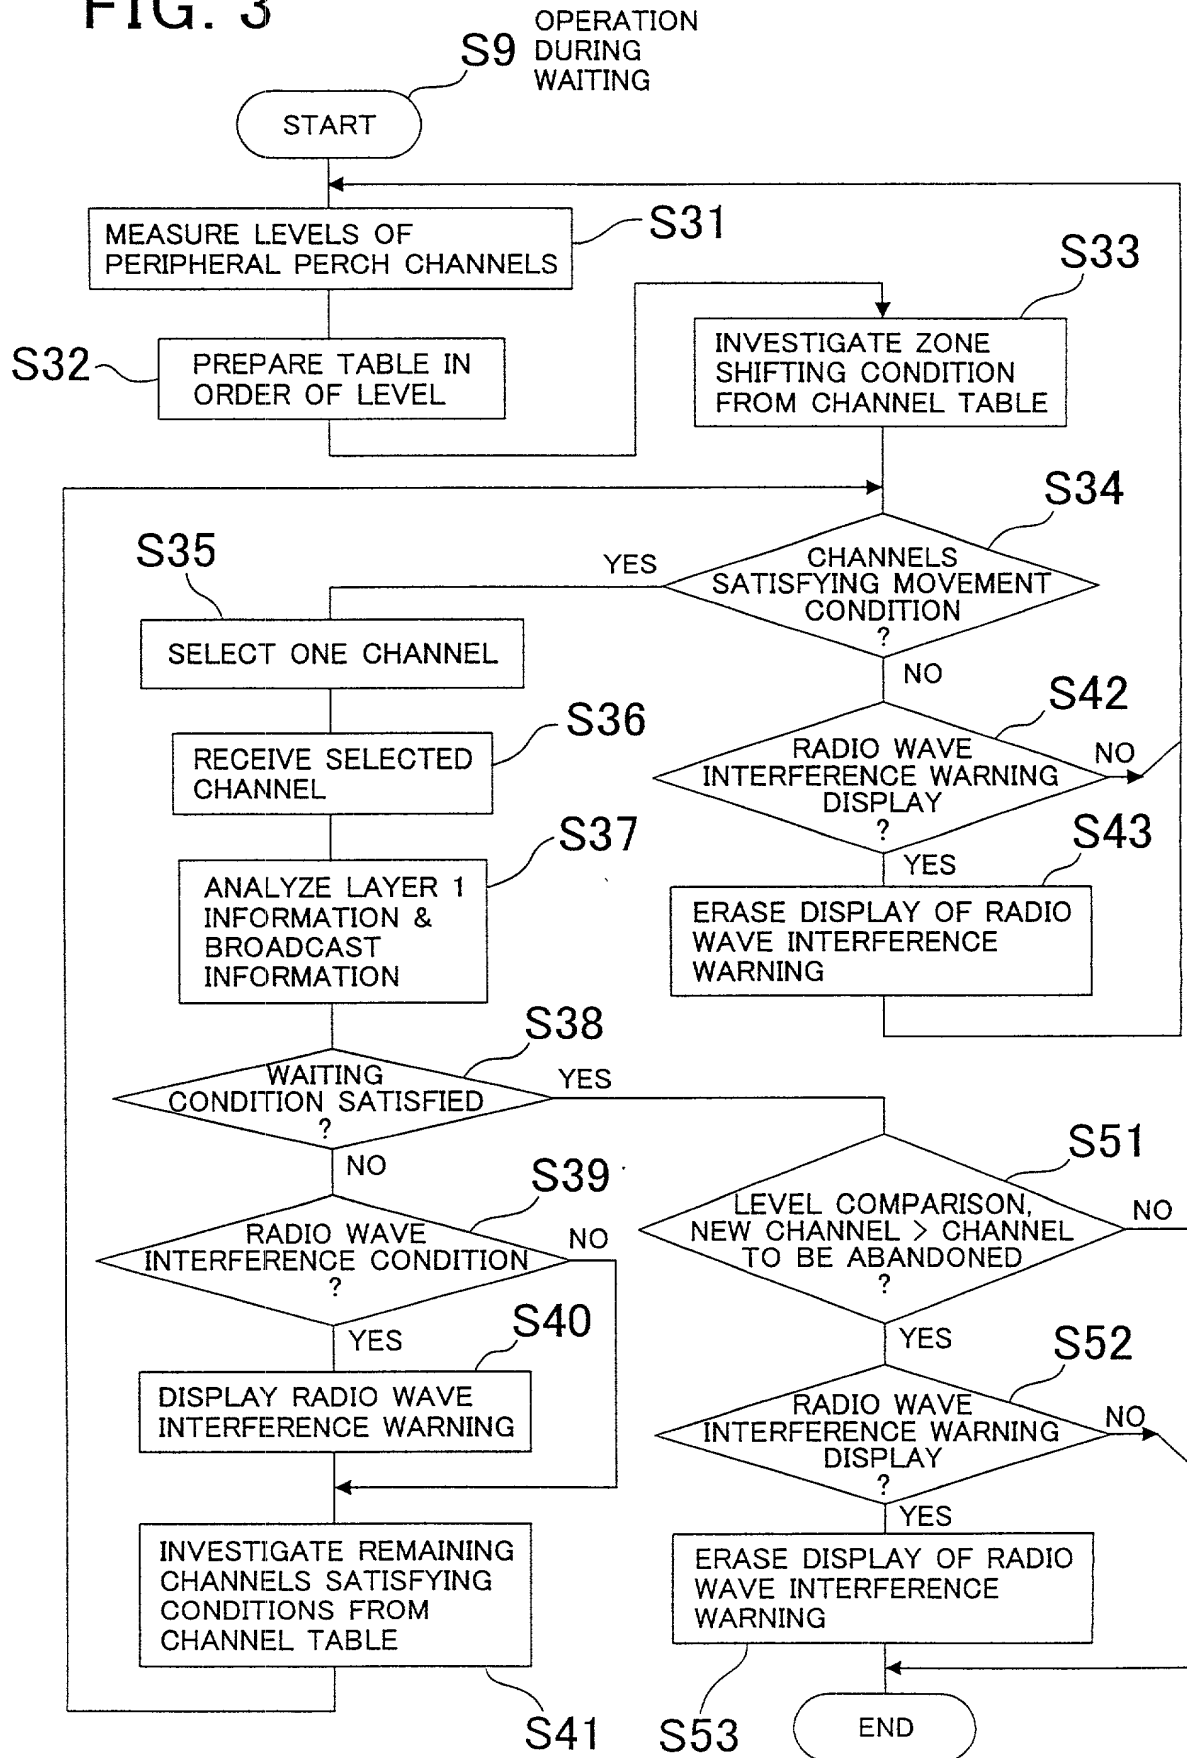 FIG. 3
S9
OPERATION
DURING
WAITING
START
S31
MEASURE LEVELS OF
PERIPHERAL PERCH CHANNELS
S32
PREPARE TABLE IN
ORDER OF LEVEL
S33
INVESTIGATE ZONE
SHIFTING CONDITION
FROM CHANNEL TABLE
S34
CHANNELS
SATISFYING MOVEMENT
CONDITION
?
YES
NO
S35
SELECT ONE CHANNEL
S36
RECEIVE SELECTED
CHANNEL
S37
ANALYZE LAYER 1
INFORMATION &
BROADCAST
INFORMATION
S42
RADIO WAVE
INTERFERENCE WARNING
DISPLAY
?
NO
YES
S43
ERASE DISPLAY OF RADIO
WAVE INTERFERENCE
WARNING
S38
WAITING
CONDITION SATISFIED
?
YES
NO
S39
RADIO WAVE
INTERFERENCE CONDITION
?
NO
YES
S40
DISPLAY RADIO WAVE
INTERFERENCE WARNING
INVESTIGATE REMAINING
CHANNELS SATISFYING
CONDITIONS FROM
CHANNEL TABLE
S41
S51
LEVEL COMPARISON,
NEW CHANNEL > CHANNEL
TO BE ABANDONED
?
NO
YES
S52
RADIO WAVE
INTERFERENCE WARNING
DISPLAY
?
NO
YES
ERASE DISPLAY OF RADIO
WAVE INTERFERENCE
WARNING
S53
END